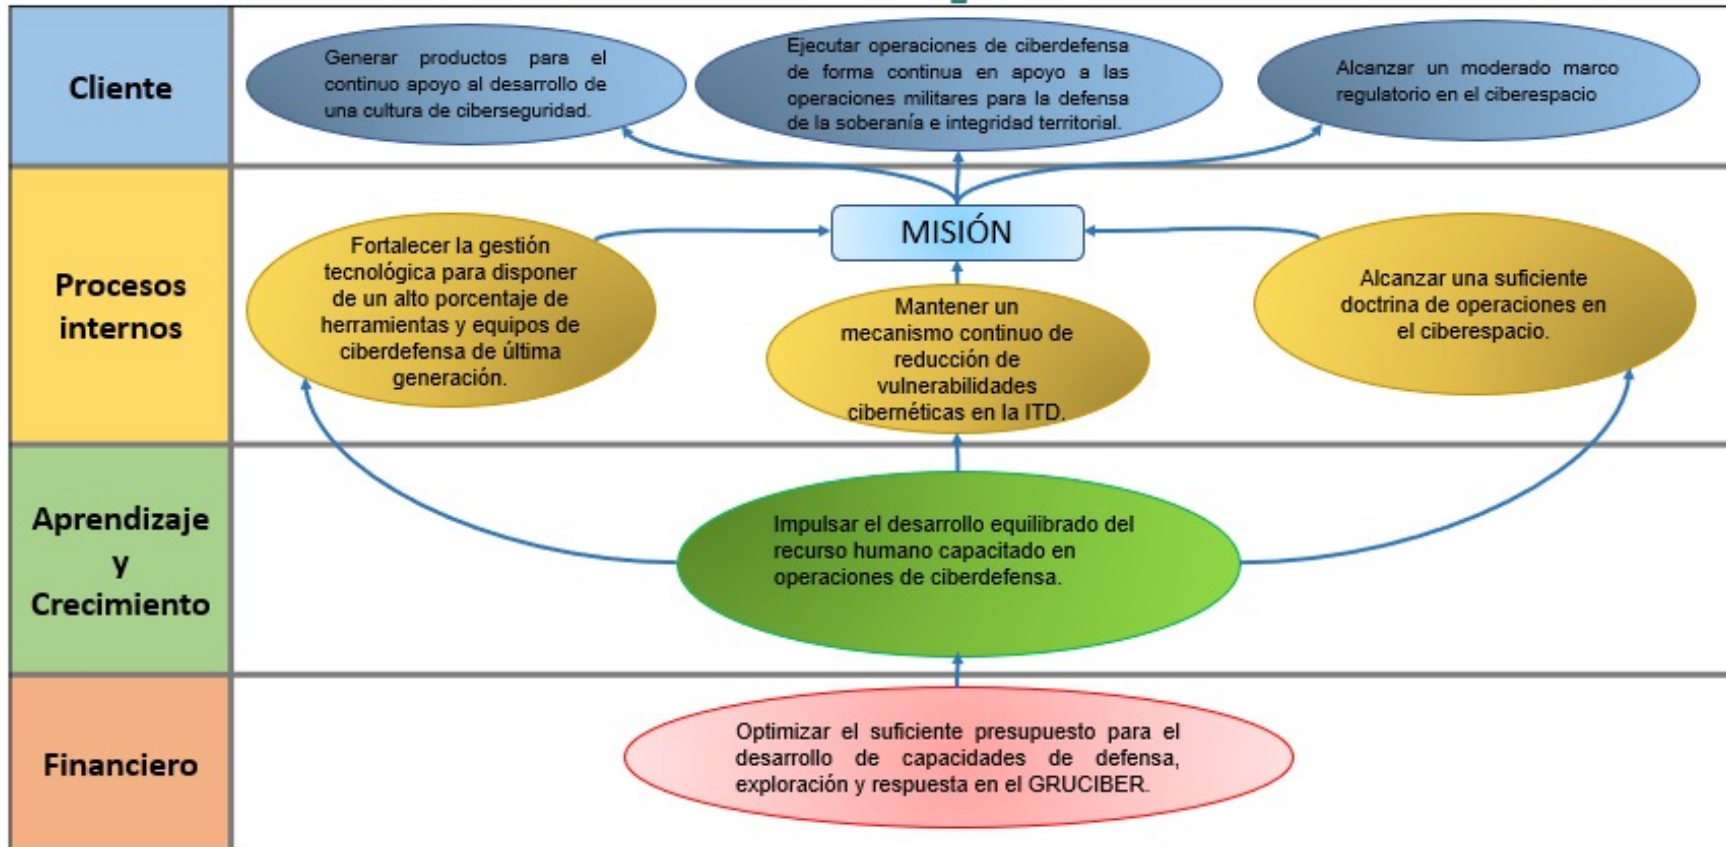 Cliente
Generar productos para el
continuo apoyo al desarrollo de
una cultura de ciberseguridad.
Ejecutar operaciones de ciberdefensa
de forma continua en apoyo a las
operaciones militares para la defensa
de la soberanía e integridad territorial.
Alcanzar un moderado marco
regulatorio en el ciberespacio
Procesos
internos
MISIÓN
Fortalecer la gestión
tecnológica para disponer
de un alto porcentaje de
herramientas y equipos de
ciberdefensa de última
generación.
Mantener un
mecanismo continuo de
reducción de
vulnerabilidades
cibernéticas en la ITD.
Alcanzar una suficiente
doctrina de operaciones en
el ciberespacio.
Aprendizaje
y
Crecimiento
Impulsar el desarrollo equilibrado del
recurso humano capacitado en
operaciones de ciberdefensa.
Financiero
Optimizar el suficiente presupuesto para el
desarrollo de capacidades de defensa,
exploración y respuesta en el GRUCIBER.